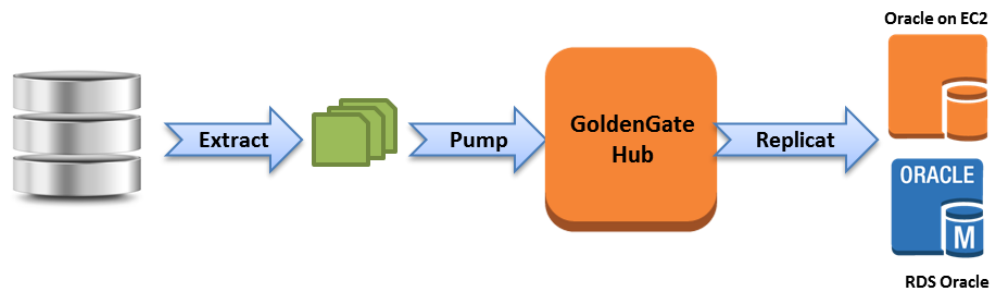 Oracle on EC2
Extract
Pump
GoldenGate
Hub
Replicat
ORACLE
M
RDS Oracle